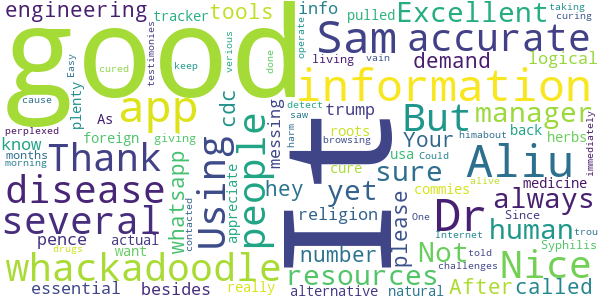 engineering
tracker
tools
info
pulled
Excellent
taking
curing
Easy
cured
testimonies
keep
verious
done
operate
vain
living
demand
logical
Sam
accurate
good
information
app
cause
plenty
As
cdc
trump
detect
saw
harm
browsing
roots
But
manager
Your
back
himabout
herbs
immediately
perplexed
know
foreign
giving
months
morning
Thank
Whatsapp
Using
appreciate
people
messing
It
usa
Could
cure
sure
Aliu
disease
hey
yet
commies
alive
medicine
several
pence
actual
want
contacted
religion
please
Dr
One
Since
always
human
trou
Internet
told
Syphilis
whackadoodle
drugs
number
resources
Not
challenges
Nice
essential
besides
really
alternative
natural
After
called